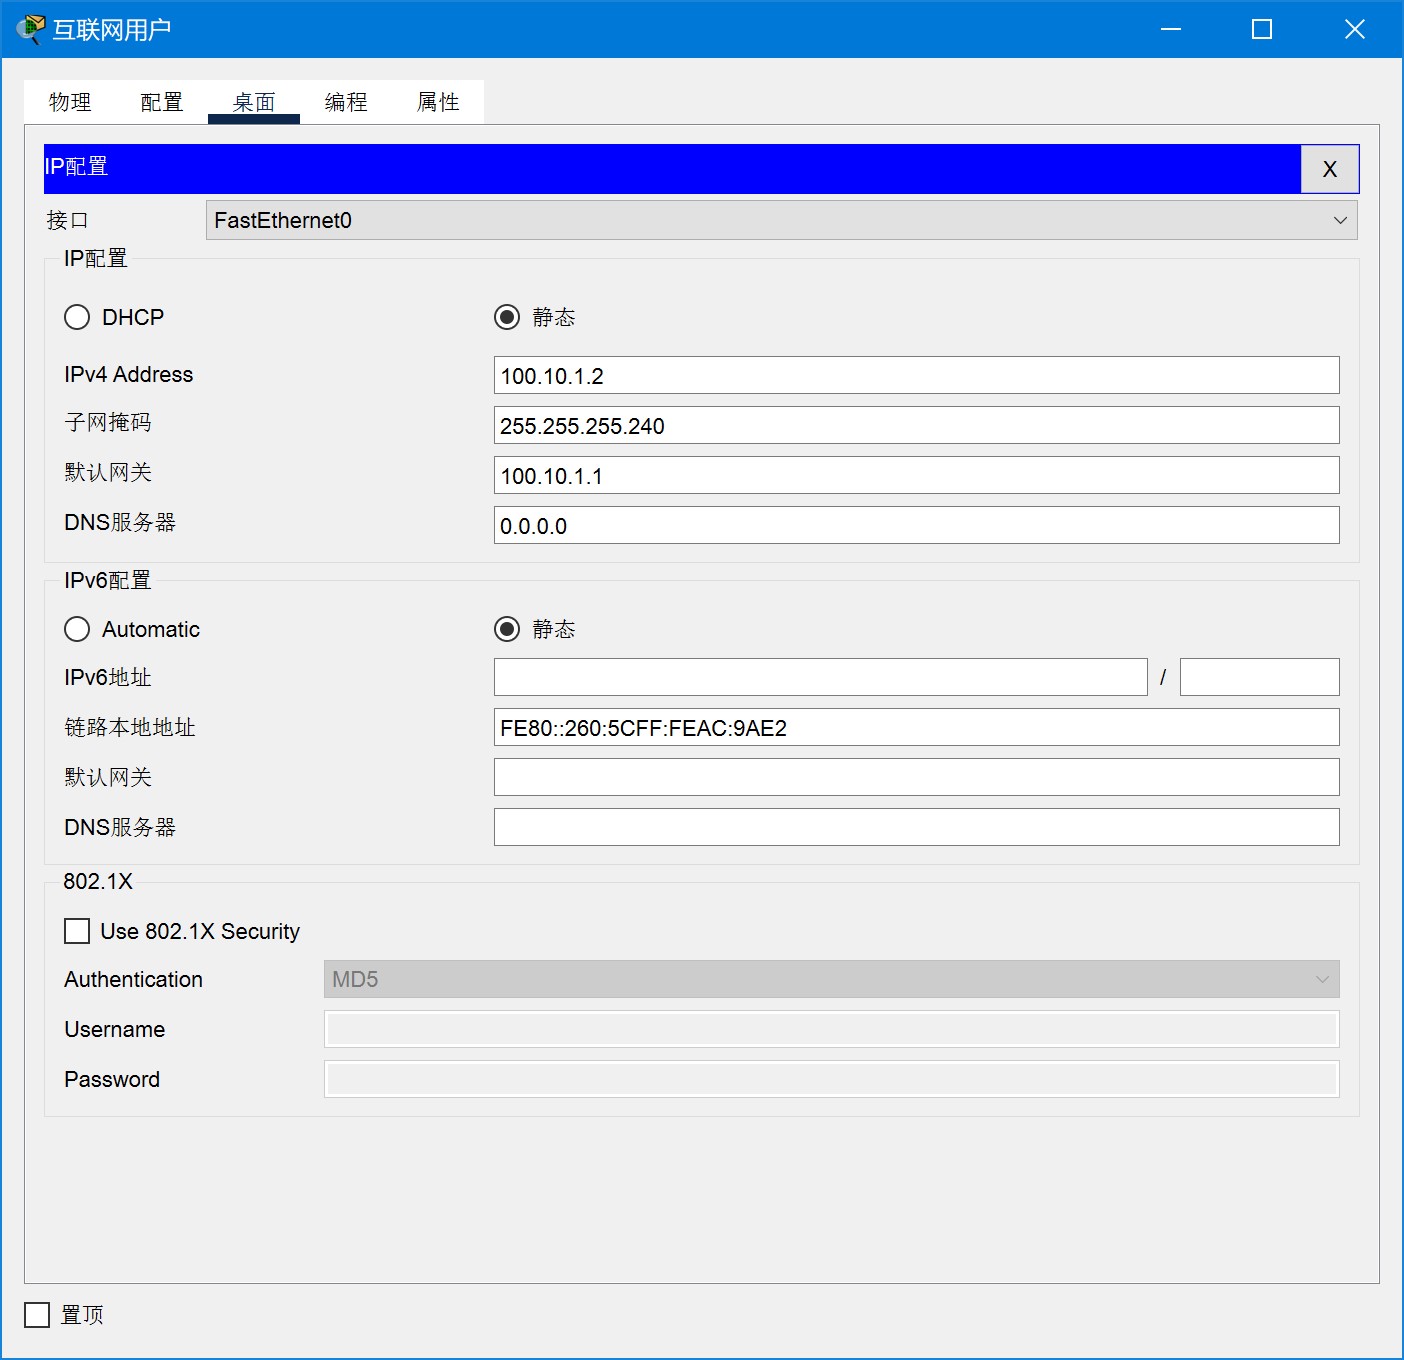 互联网用户
物理 配置 桌面 编程 属性
IP配置 X
接口 FastEthernet0
IP配置
DHCP 静态
IPv4 Address 100.10.1.2
子网掩码 255.255.255.240
默认网关 100.10.1.1
DNS服务器 0.0.0.0
IPv6配置
Automatic 静态
IPv6地址 /
链路本地地址 FE80::260:5CFF:FEAC:9AE2
默认网关
DNS服务器
802.1X
Use 802.1X Security
Authentication MD5
Username
Password
置顶